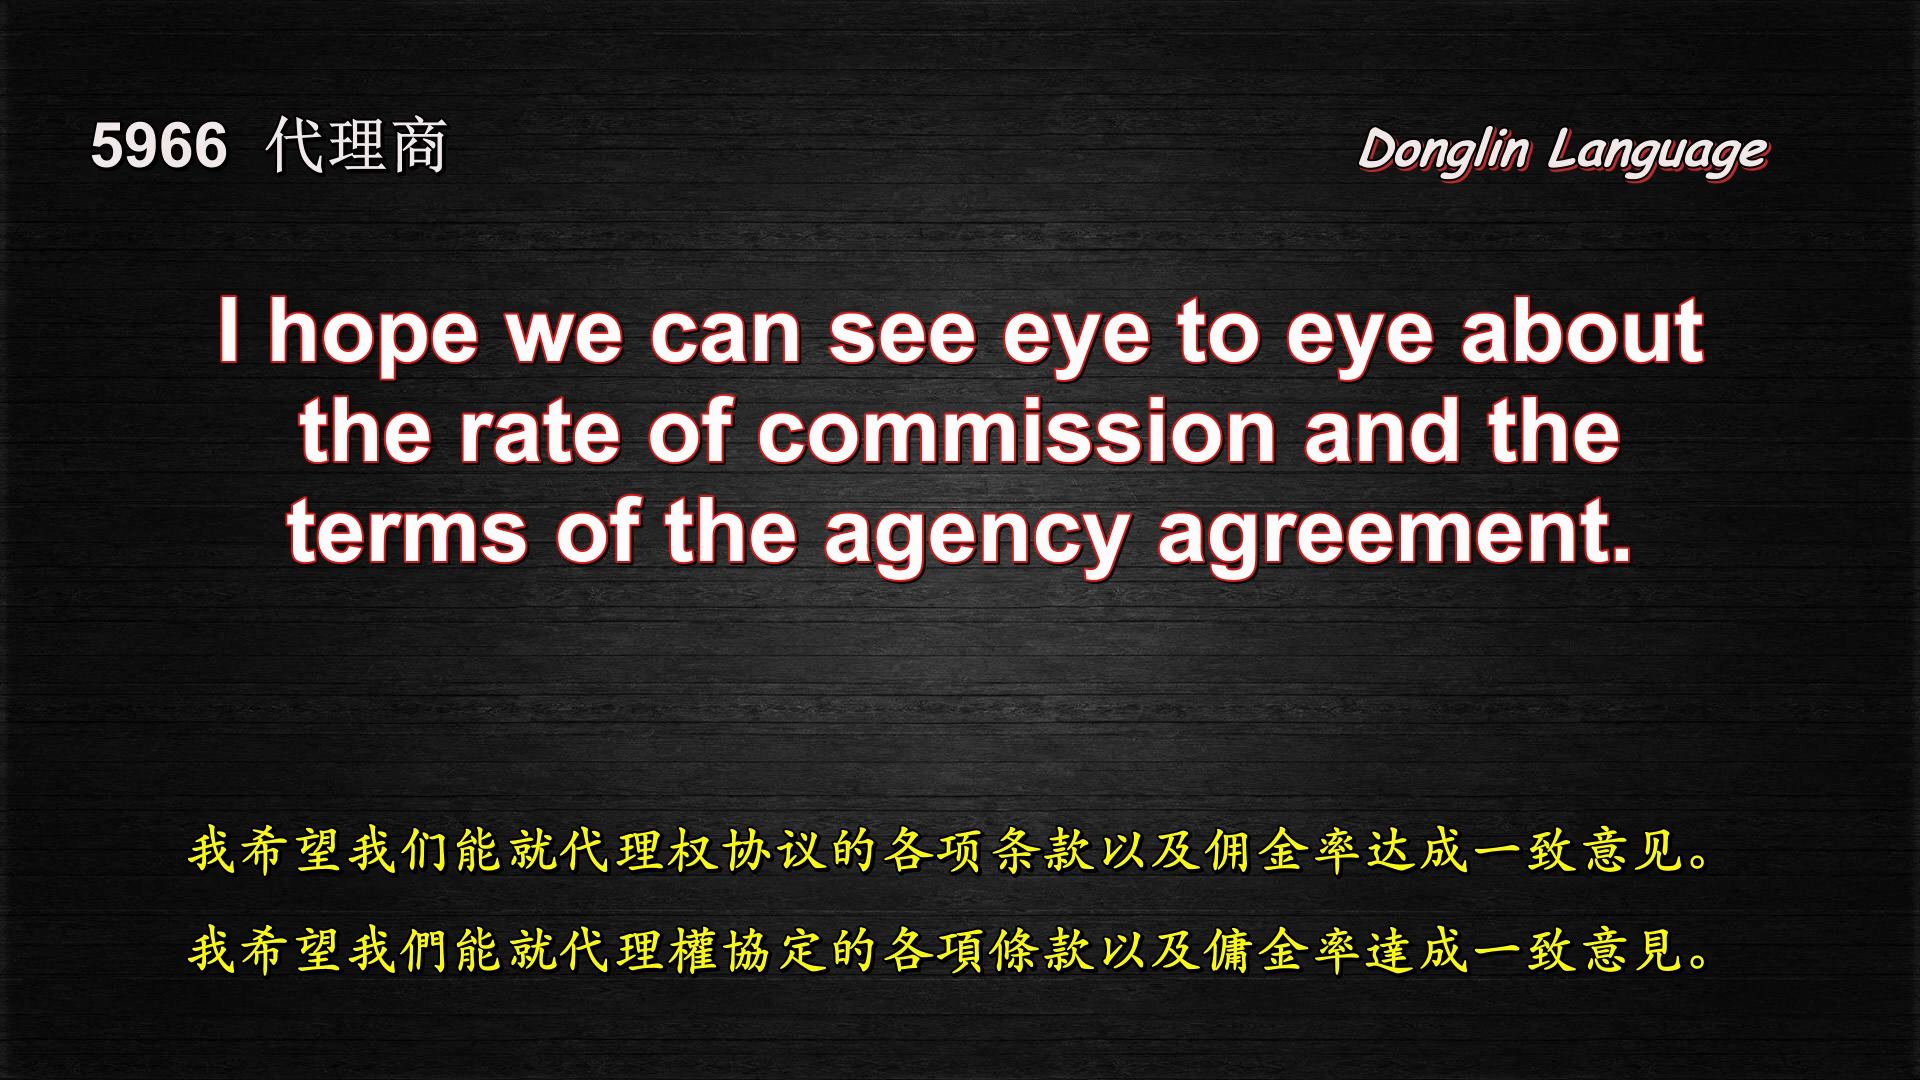 5966 代理商
Donglin Language
I hope we can see eye to eye about
the rate of commission and the
terms of the agency agreement.
我希望我们能就代理权协议的各项条款以及佣金率达成一致意见。
我希望我們能就代理權協定的各項條款以及傭金率達成一致意見。